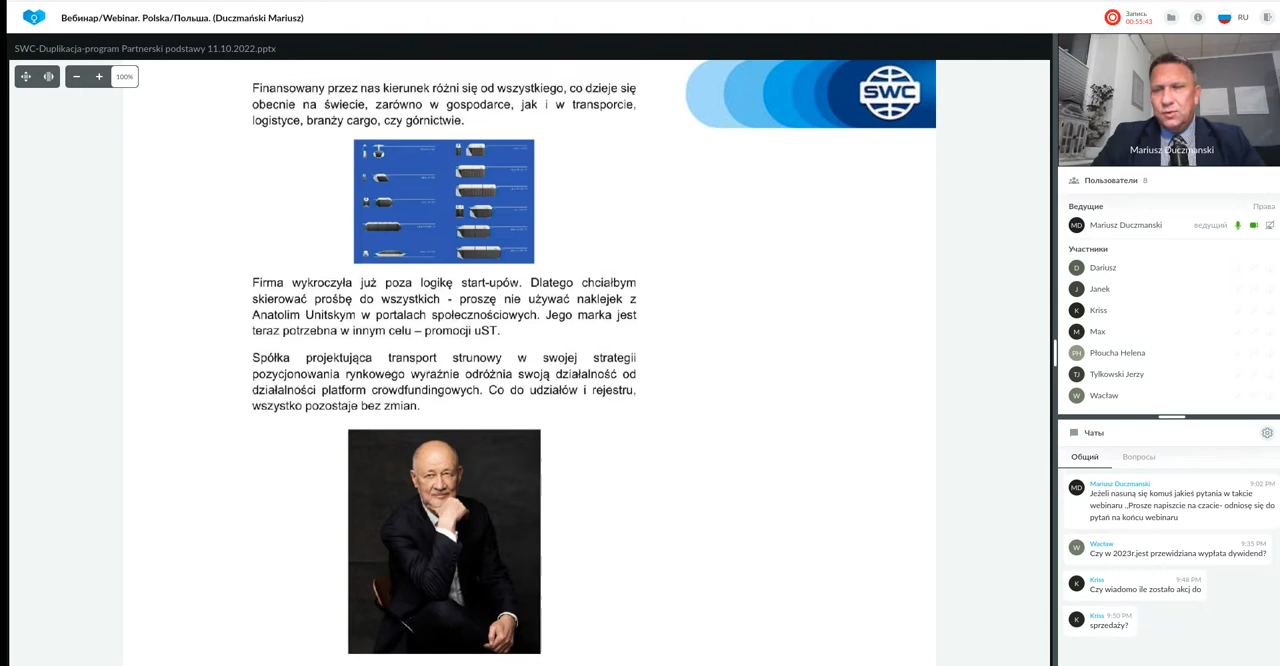 Вебинар/Webinar. Polska/Польша. (Duczmański Mariusz)
Запись
00:55:43
RU
SWC-Duplikacja-program Partnerski podstawy 11.10.2022.pptx
100%
Finansowany przez nas kierunek różni się od wszystkiego, co dzieje się
obecnie na świecie, zarówno w gospodarce, jak i w transporcie,
logistyce, branży cargo, czy górnictwie.
SWC
Firma wykroczyła już poza logikę start-upów. Dlatego chciałbym
skierować prośbę do wszystkich - proszę nie używać naklejek z
Anatolim Unitskym w portalach społecznościowych. Jego marka jest
teraz potrzebna w innym celu – promocji uST.
Spółka projektująca transport strunowy w swojej strategii
pozycjonowania rynkowego wyraźnie odróżnia swoją działalność od
działalności platform crowdfundingowych. Co do udziałów i rejestru,
wszystko pozostaje bez zmian.
Mariusz Duczmanski
Пользователи 8
Ведущие Права
MD Mariusz Duczmanski ведущий
Участники
D Dariusz
J Janek
K Kriss
M Max
PH Płoucha Helena
TJ Tylkowski Jerzy
W Wacław
Чаты
Общий Вопросы
MD Mariusz Duczmanski 9:02 PM
Jeżeli nasuną się komuś jakieś pytania w takcie
webinaru ,,Prosze napiszcie na czacie- odniosę się do
pytań na końcu webinaru
W Wacław 9:35 PM
Czy w 2023r.jest przewidziana wypłata dywidend?
K Kriss 9:48 PM
Czy wiadomo ile zostało akcj do
K Kriss 9:50 PM
sprzedaży?